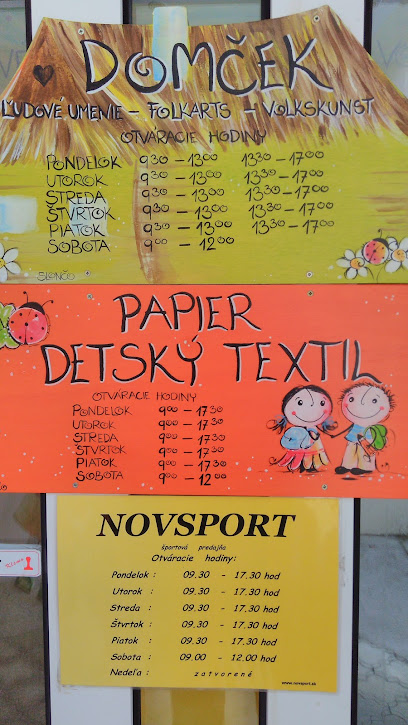 DOMČEK
ĽUDOVÉ UMENIE - FOLKARTS - VOLKSKUNST
OTVÁRACIE HODINY
PONDELOK 9³⁰ - 13⁰⁰ 13³⁰ - 17⁰⁰
UTOROK 9³⁰ - 13⁰⁰ 13³⁰ - 17⁰⁰
STREDA 9³⁰ - 13⁰⁰ 13³⁰ - 17⁰⁰
ŠTVRTOK 9³⁰ - 13⁰⁰ 13³⁰ - 17⁰⁰
PIATOK 9³⁰ - 13⁰⁰ 13³⁰ - 17⁰⁰
SOBOTA 9⁰⁰ - 12⁰⁰
SLONČO
PAPIER
DETSKÝ TEXTIL
OTVÁRACIE HODINY
PONDELOK 9⁰⁰ - 17³⁰
UTOROK 9⁰⁰ - 17³⁰
STREDA 9⁰⁰ - 17³⁰
ŠTVRTOK 9⁰⁰ - 17³⁰
PIATOK 9⁰⁰ - 17³⁰
SOBOTA 9⁰⁰ - 12⁰⁰
NOVSPORT
športová predajňa
Otváracie hodiny:
Pondelok : 09.30 - 17.30 hod
Utorok : 09.30 - 17.30 hod
Streda : 09.30 - 17.30 hod
Štvrtok : 09.30 - 17.30 hod
Piatok : 09.30 - 17.30 hod
Sobota : 09.00 - 12.00 hod
Nedeľa : zatvorené
www.novsport.sk